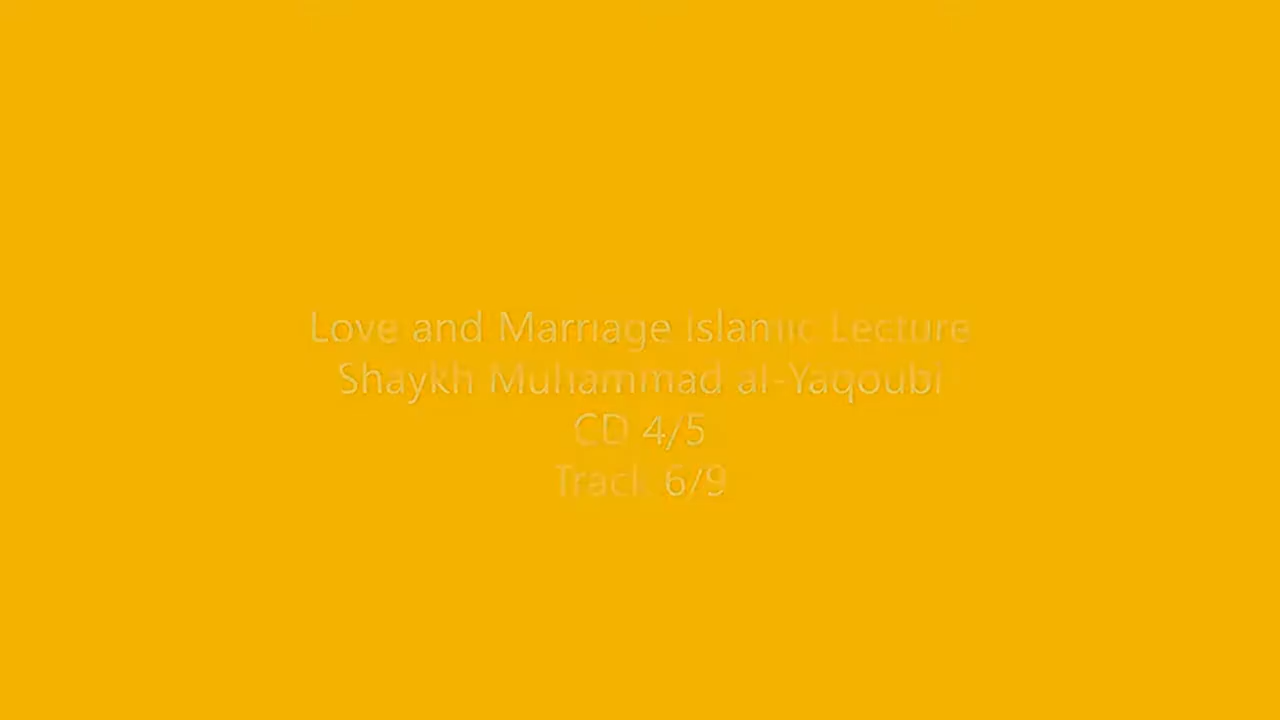 Love and Marriage Islamic Lecture
Shaykh Muhammad al-Yaqoubi
CD 4/5
Track 6/9